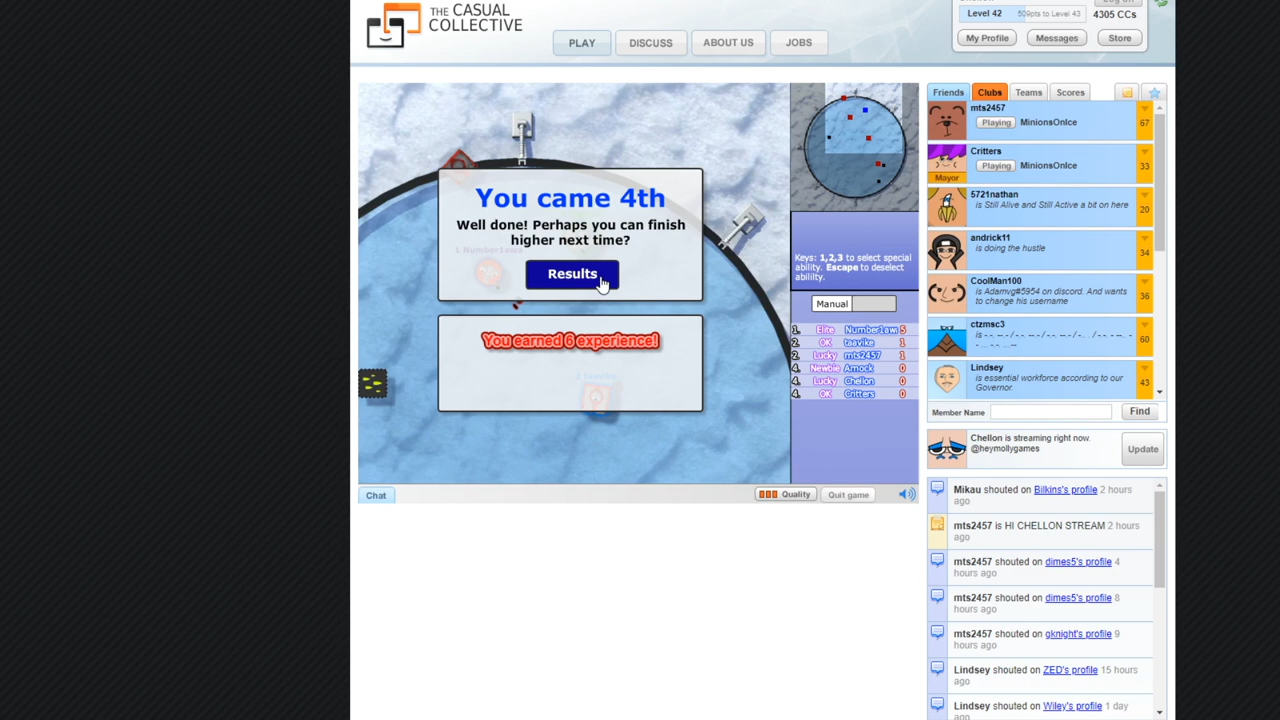 THE CASUAL
COLLECTIVE
PLAY
DISCUSS
ABOUT US
JOBS
Level 42
509pts to Level 43
4305 CCs
My Profile
Messages
Store
You came 4th
Well done! Perhaps you can finish
higher next time?
Results
You earned 6 experience!
Keys: 1,2,3 to select special
ability. Escape to deselect
ability.
Manual
1. Elite Number1aws 5
2. OK taavike 1
2. Lucky mts2457 1
4. Newbie Amock 0
4. Lucky Chellon 0
4. OK Critters 0
Chat
Quality
Quit game
Friends
Clubs
Teams
Scores
mts2457
Playing MinionsOnIce
67
Critters
Playing MinionsOnIce
33
Mayor
5721nathan
is Still Alive and Still Active a bit on here
20
andrick11
is doing the hustle
34
CoolMan100
is Adamvg#5954 on discord. And wants
to change his username
36
ctzmsc3
60
Lindsey
is essential workforce according to our
Governor.
43
Member Name
Find
Chellon is streaming right now.
@heymollygames
Update
Mikau shouted on Bilkins's profile 2 hours
ago
mts2457 is HI CHELLON STREAM 2 hours
ago
mts2457 shouted on dimes5's profile 4
hours ago
mts2457 shouted on dimes5's profile 8
hours ago
mts2457 shouted on gknight's profile 9
hours ago
Lindsey shouted on ZED's profile 15 hours
ago
Lindsey shouted on Wiley's profile 1 day
ago